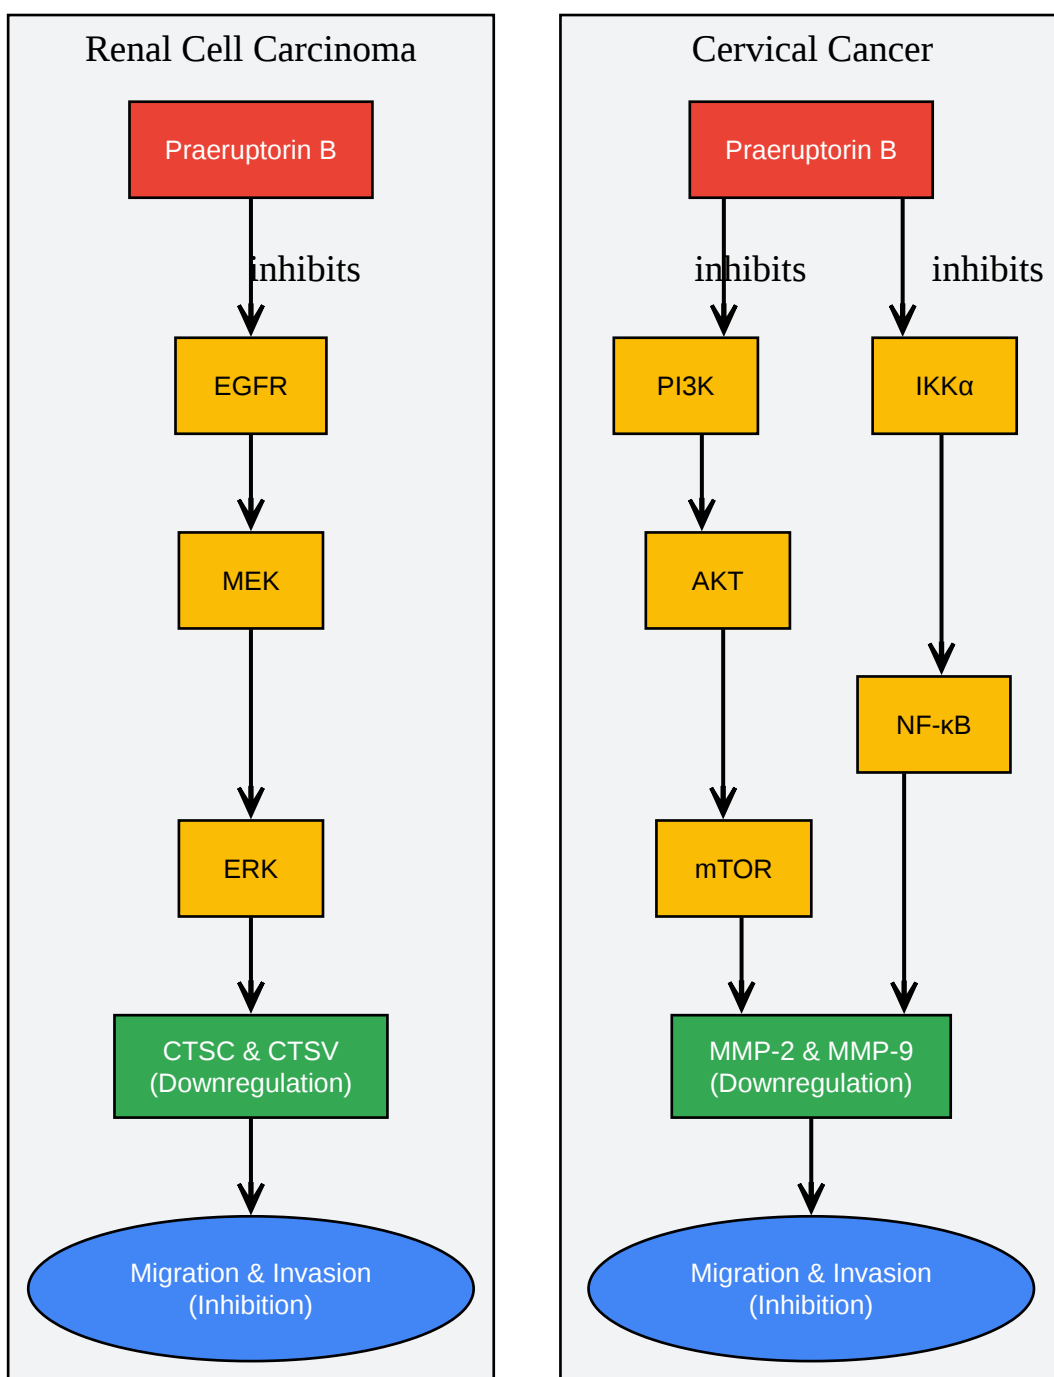 Renal Cell Carcinoma
Praeruptorin B
inhibits
EGFR
MEK
ERK
CTSC & CTSV
(Downregulation)
Migration & Invasion
(Inhibition)
Cervical Cancer
Praeruptorin B
inhibits
inhibits
PI3K
IKKα
AKT
NF-κB
mTOR
MMP-2 & MMP-9
(Downregulation)
Migration & Invasion
(Inhibition)